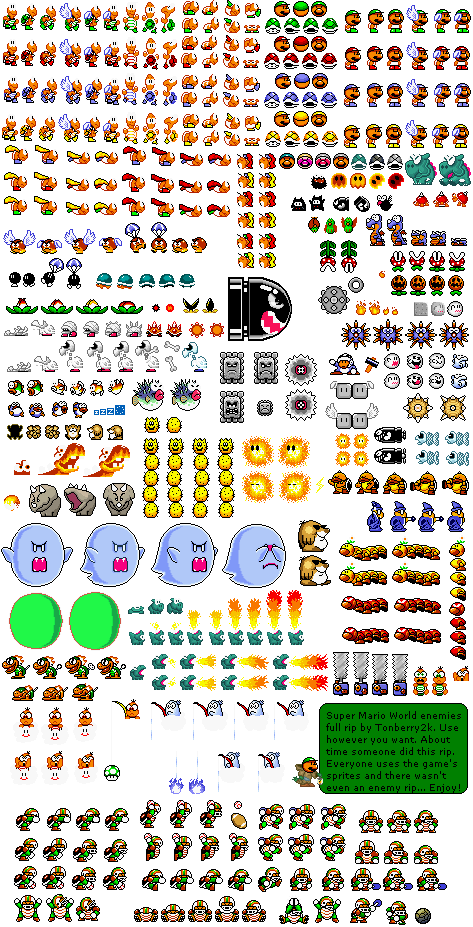 Super Mario World enemies
full rip by Tonberry2k. Use
however you want. About
time someone did this rip.
Everyone uses the game's
sprites and there wasn't
even an enemy rip... Enjoy!